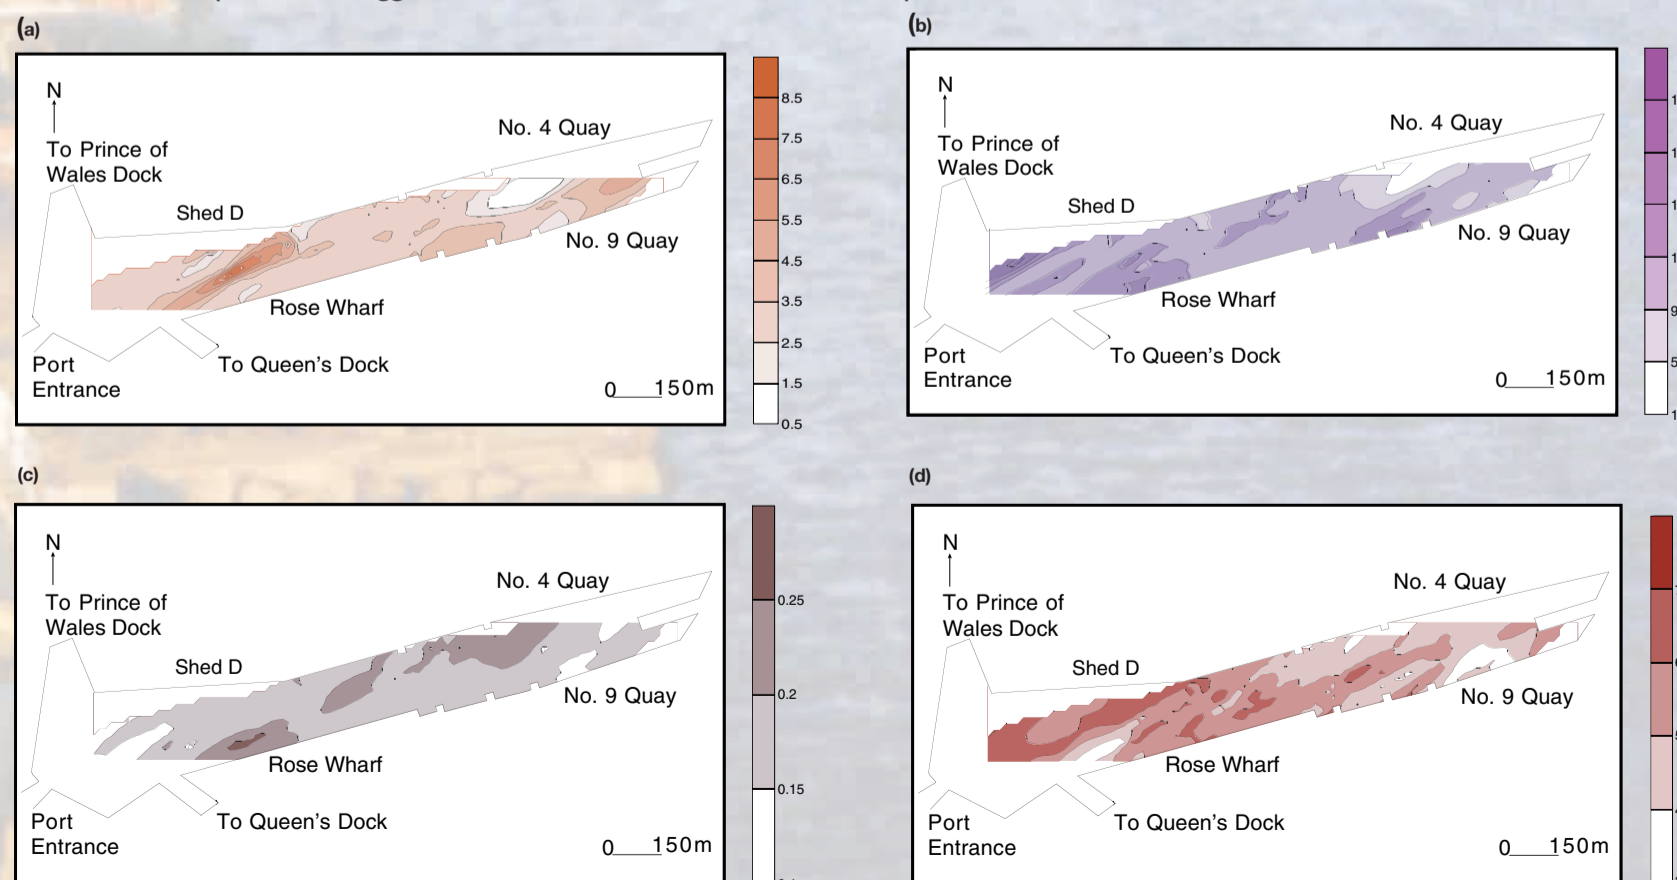 (a)
N
To Prince of
Wales Dock
Shed D
No. 4 Quay
No. 9 Quay
Rose Wharf
To Queen's Dock
Port
Entrance
0 150m
8.5
7.5
6.5
5.5
4.5
3.5
2.5
1.5
0.5
(b)
N
To Prince of
Wales Dock
Shed D
No. 4 Quay
No. 9 Quay
Rose Wharf
To Queen's Dock
Port
Entrance
0 150m
(c)
N
To Prince of
Wales Dock
Shed D
No. 4 Quay
No. 9 Quay
Rose Wharf
To Queen's Dock
Port
Entrance
0 150m
0.25
0.2
0.15
(d)
N
To Prince of
Wales Dock
Shed D
No. 4 Quay
No. 9 Quay
Rose Wharf
To Queen's Dock
Port
Entrance
0 150m